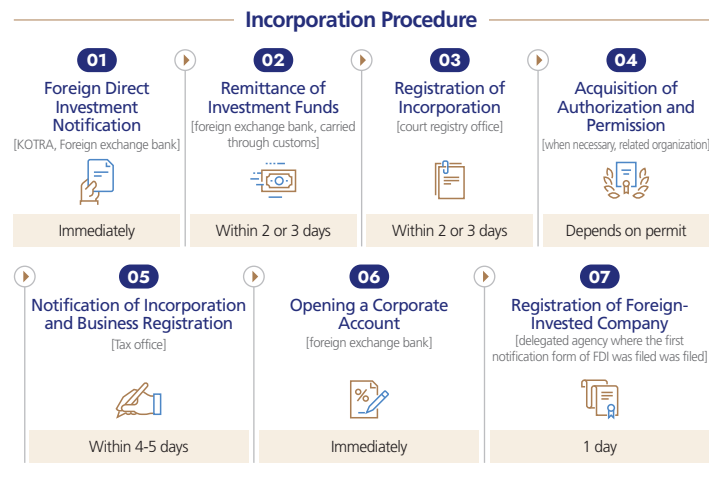 Incorporation Procedure
01
Foreign Direct
Investment
Notification
[KOTRA, Foreign exchange bank]
Immediately
02
Remittance of
Investment Funds
[foreign exchange bank, carried
through customs]
Within 2 or 3 days
03
Registration of
Incorporation
[court registry office]
Within 2 or 3 days
04
Acquisition of
Authorization and
Permission
[when necessary, related organization]
Depends on permit
05
Notification of Incorporation
and Business Registration
[Tax office]
Within 4-5 days
06
Opening a Corporate
Account
[foreign exchange bank]
%
Immediately
07
Registration of Foreign-
Invested Company
[delegated agency where the first
notification form of FDI was filed was filed]
1 day